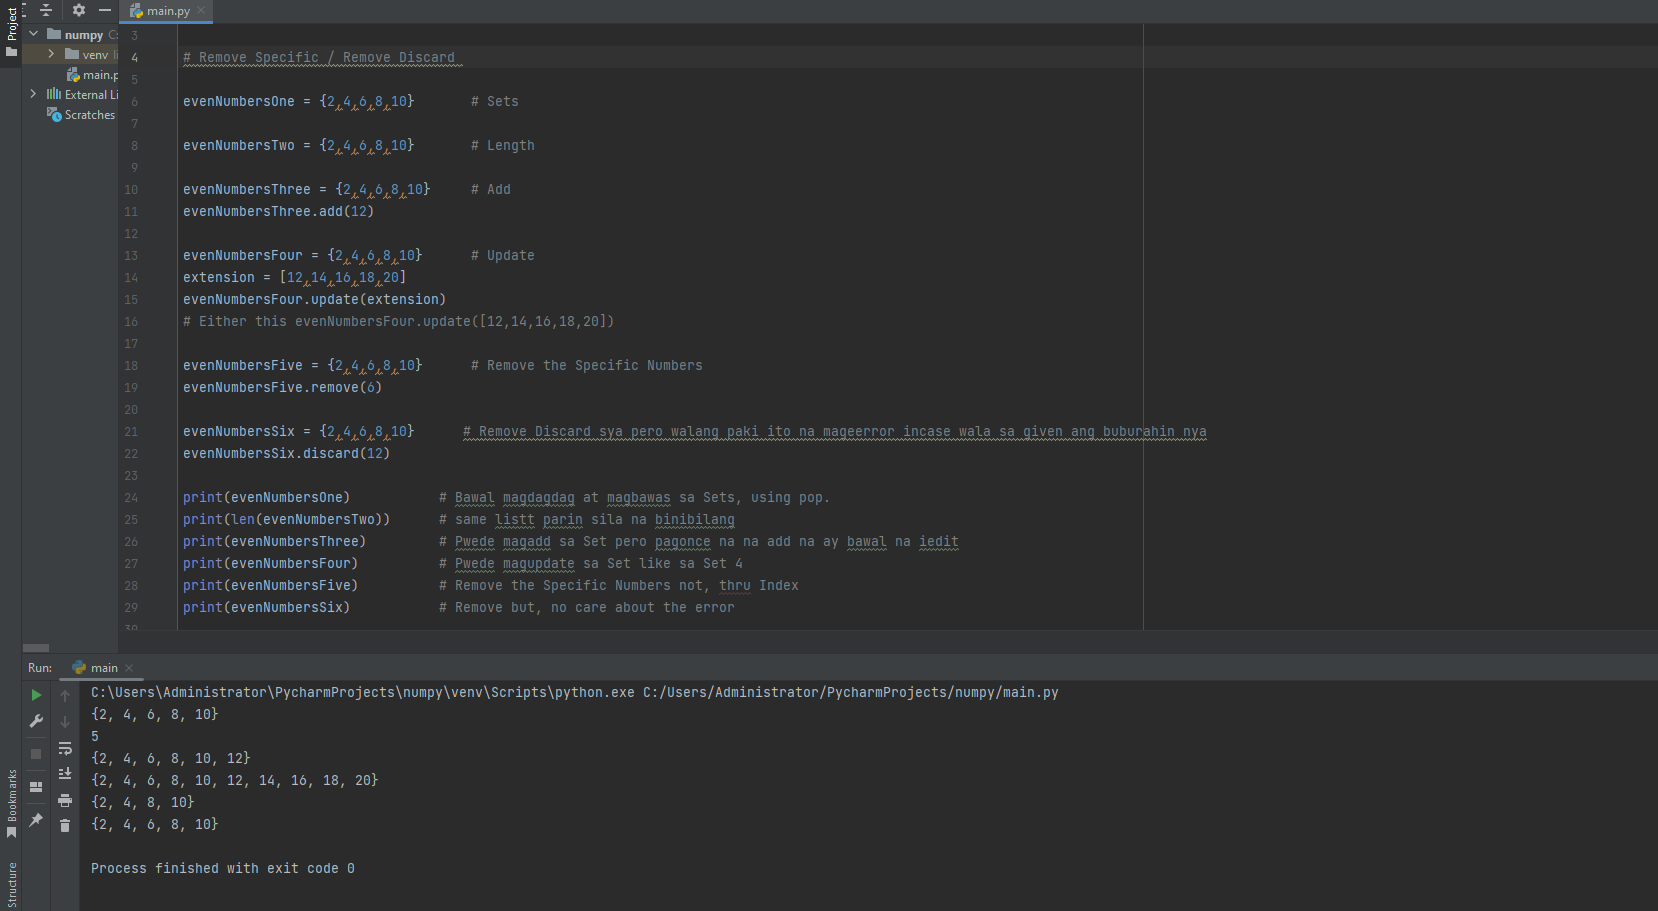 Project
main.py
numpy
venv
main.p
External Li
Scratches
3
4 # Remove Specific / Remove Discard
5
6 evenNumbersOne = {2,4,6,8,10} # Sets
7
8 evenNumbersTwo = {2,4,6,8,10} # Length
9
10 evenNumbersThree = {2,4,6,8,10} # Add
11 evenNumbersThree.add(12)
12
13 evenNumbersFour = {2,4,6,8,10} # Update
14 extension = [12,14,16,18,20]
15 evenNumbersFour.update(extension)
16 # Either this evenNumbersFour.update([12,14,16,18,20])
17
18 evenNumbersFive = {2,4,6,8,10} # Remove the Specific Numbers
19 evenNumbersFive.remove(6)
20
21 evenNumbersSix = {2,4,6,8,10} # Remove Discard sya pero walang paki ito na mageerror incase wala sa given ang buburahin nya
22 evenNumbersSix.discard(12)
23
24 print(evenNumbersOne) # Bawal magdagdag at magbawas sa Sets, using pop.
25 print(len(evenNumbersTwo)) # same listt parin sila na binibilang
26 print(evenNumbersThree) # Pwede magadd sa Set pero pagonce na na add na ay bawal na iedit
27 print(evenNumbersFour) # Pwede magupdate sa Set like sa Set 4
28 print(evenNumbersFive) # Remove the Specific Numbers not, thru Index
29 print(evenNumbersSix) # Remove but, no care about the error
30
Run: main
C:\Users\Administrator\PycharmProjects\numpy\venv\Scripts\python.exe C:/Users/Administrator/PycharmProjects/numpy/main.py
{2, 4, 6, 8, 10}
5
{2, 4, 6, 8, 10, 12}
{2, 4, 6, 8, 10, 12, 14, 16, 18, 20}
{2, 4, 8, 10}
{2, 4, 6, 8, 10}
Process finished with exit code 0
Bookmarks
Structure